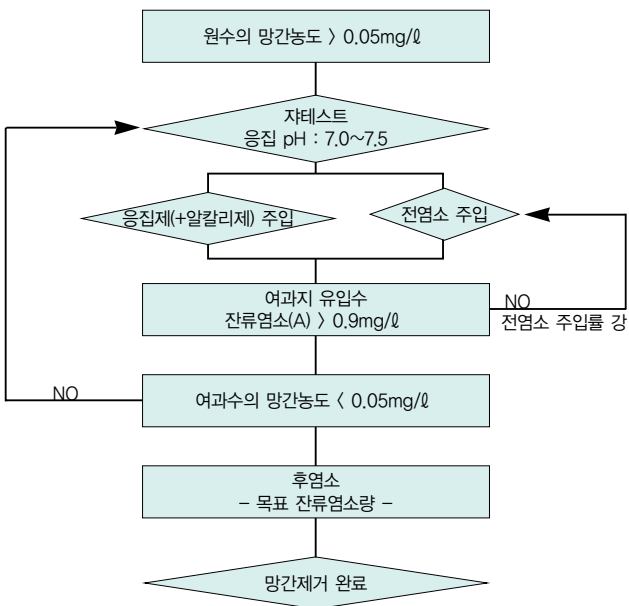 원수의 망간농도 > 0.05mg/ℓ
쟈테스트
응집 pH : 7.0~7.5
응집제(+알칼리제) 주입
전염소 주입
여과지 유입수
잔류염소(A) > 0.9mg/ℓ
NO
전염소 주입률 강
NO
여과수의 망간농도 < 0.05mg/ℓ
후염소
- 목표 잔류염소량 -
망간제거 완료